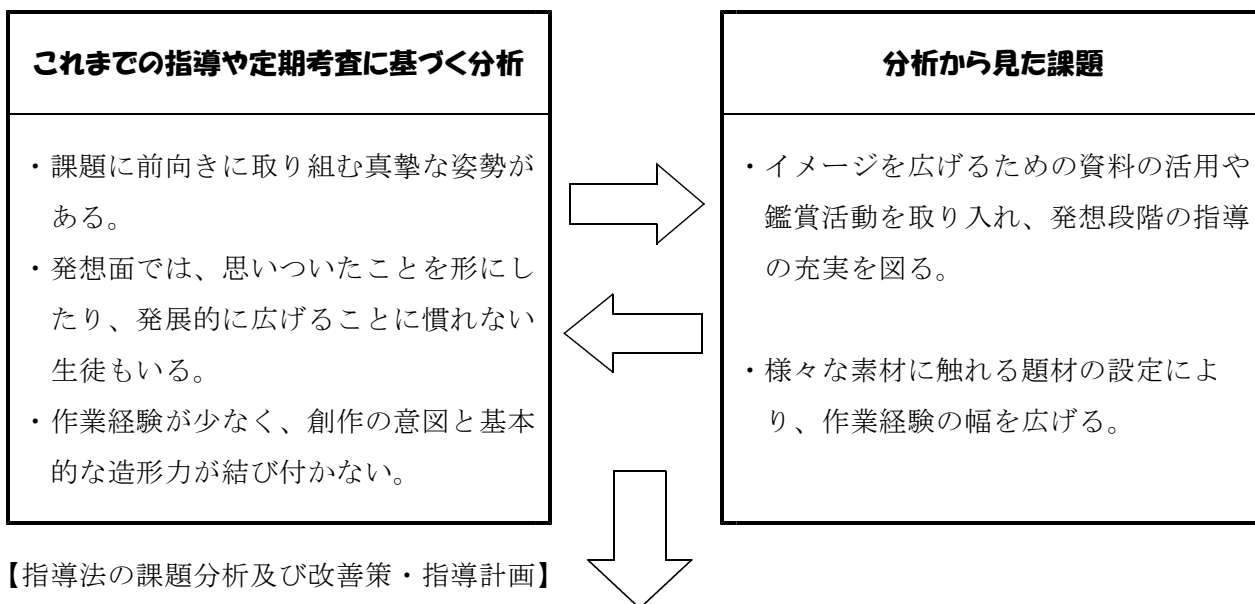 これまでの指導や定期考査に基づく分析
・課題に前向きに取り組む真摯な姿勢が
ある。
・発想面では、思いついたことを形にし
たり、発展的に広げることに慣れない
生徒もいる。
・作業経験が少なく、創作の意図と基本
的な造形力が結び付かない。
分析から見た課題
・イメージを広げるための資料の活用や
鑑賞活動を取り入れ、発想段階の指導
の充実を図る。
・様々な素材に触れる題材の設定によ
り、作業経験の幅を広げる。
【指導法の課題分析及び改善策・指導計画】